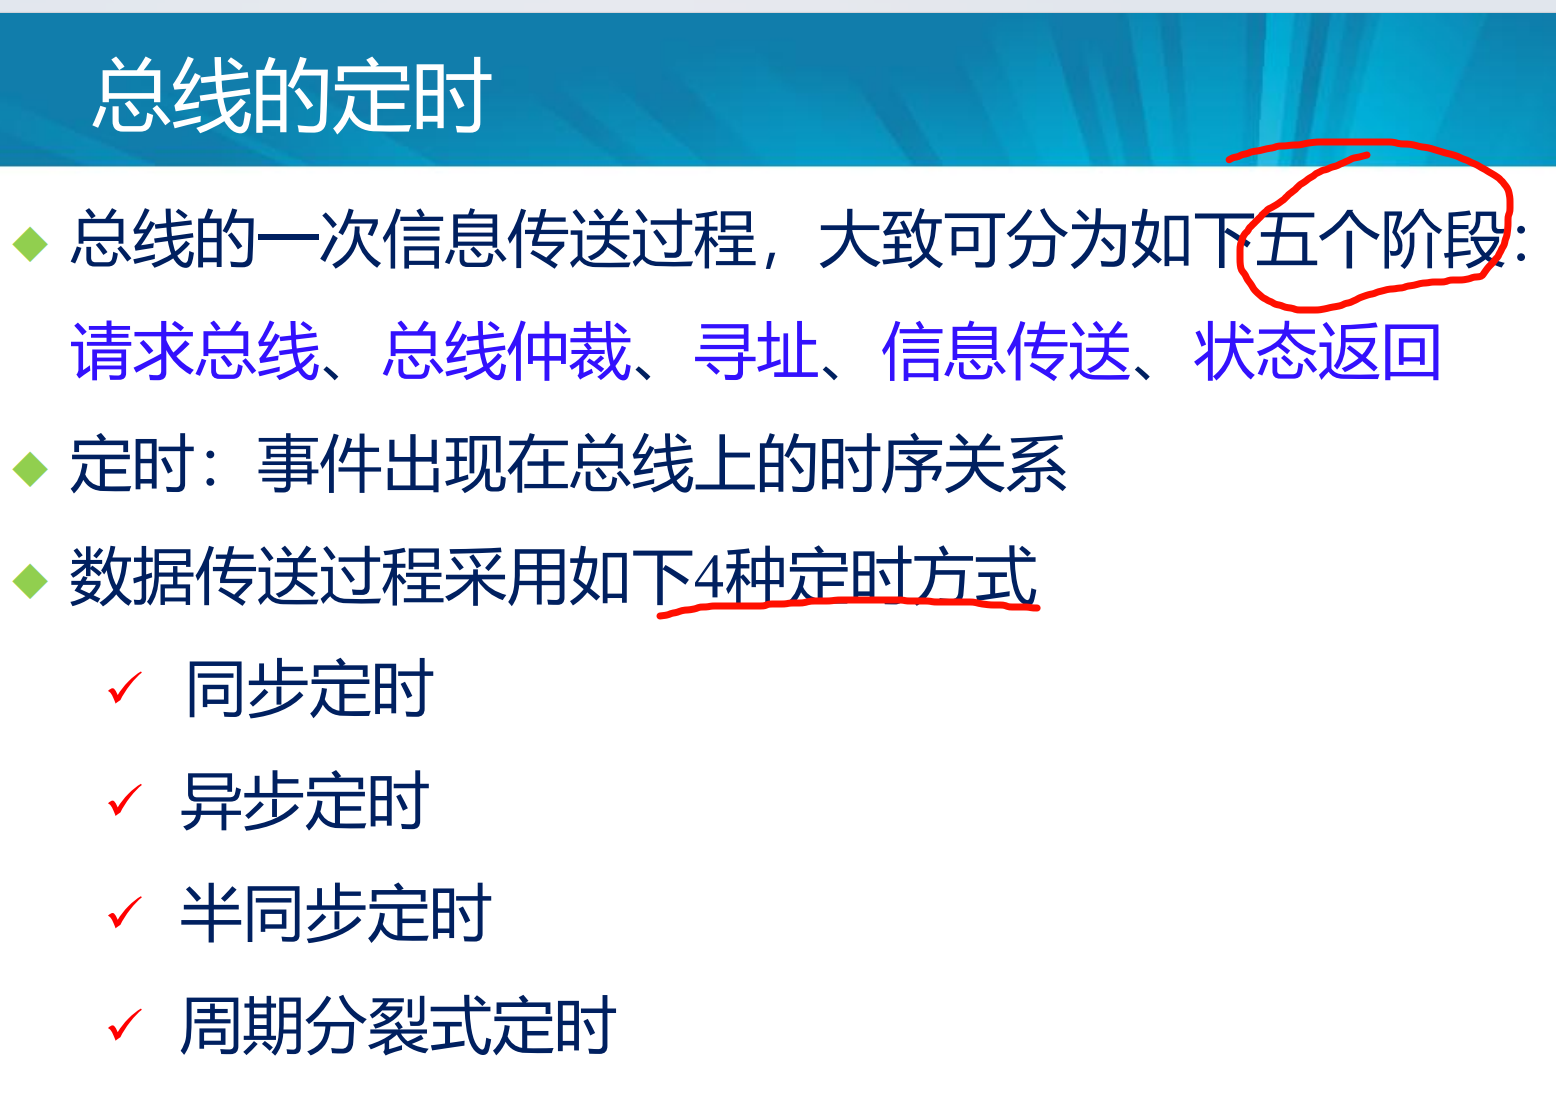 总线的定时
总线的一次信息传送过程，大致可分为如下五个阶段：
请求总线、总线仲裁、寻址、信息传送、状态返回
定时：事件出现在总线上的时序关系
数据传送过程采用如下4种定时方式
同步定时
异步定时
半同步定时
周期分裂式定时